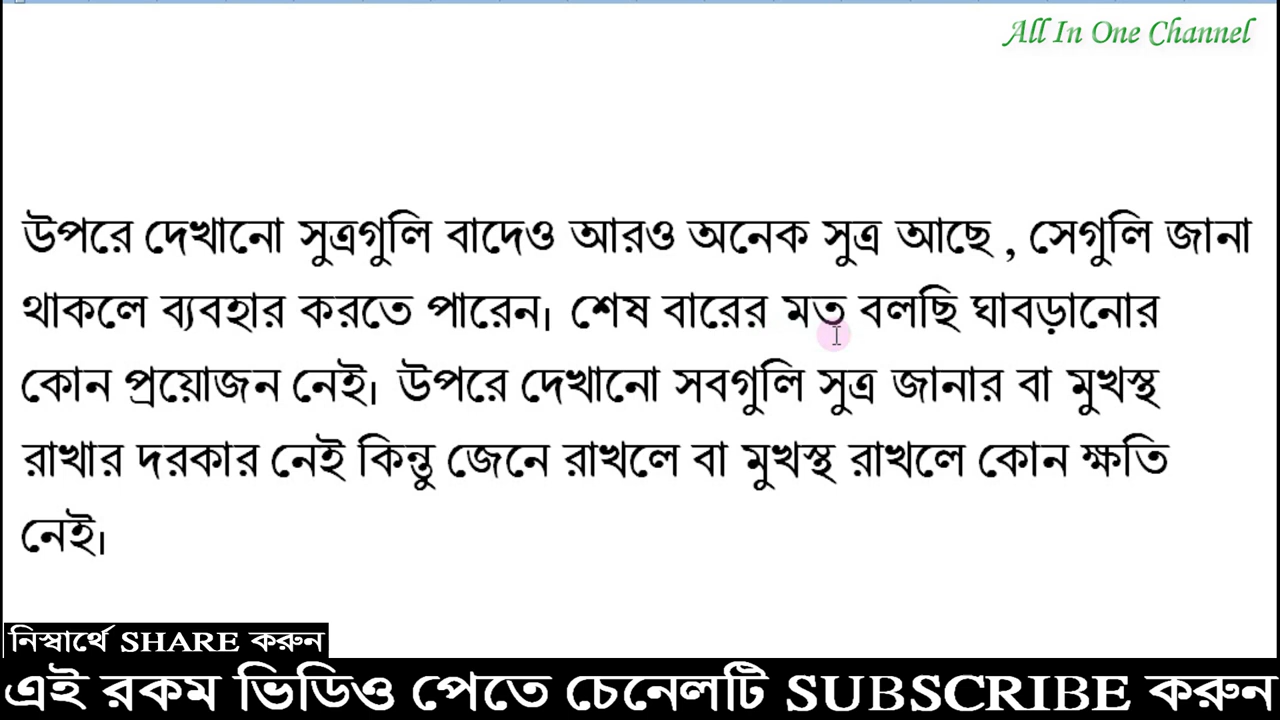 All In One Channel
উপরে দেখানো সুত্রগুলি বাদেও আরও অনেক সুত্র আছে , সেগুলি জানা
থাকলে ব্যবহার করতে পারেন। শেষ বারের মত বলছি ঘাবড়ানোর
কোন প্রয়োজন নেই। উপরে দেখানো সবগুলি সুত্র জানার বা মুখস্থ
রাখার দরকার নেই কিন্তু জেনে রাখলে বা মুখস্থ রাখলে কোন ক্ষতি
নেই।
নিস্বার্থে SHARE করুন
এই রকম ভিডিও পেতে চেনেলটি SUBSCRIBE করুন